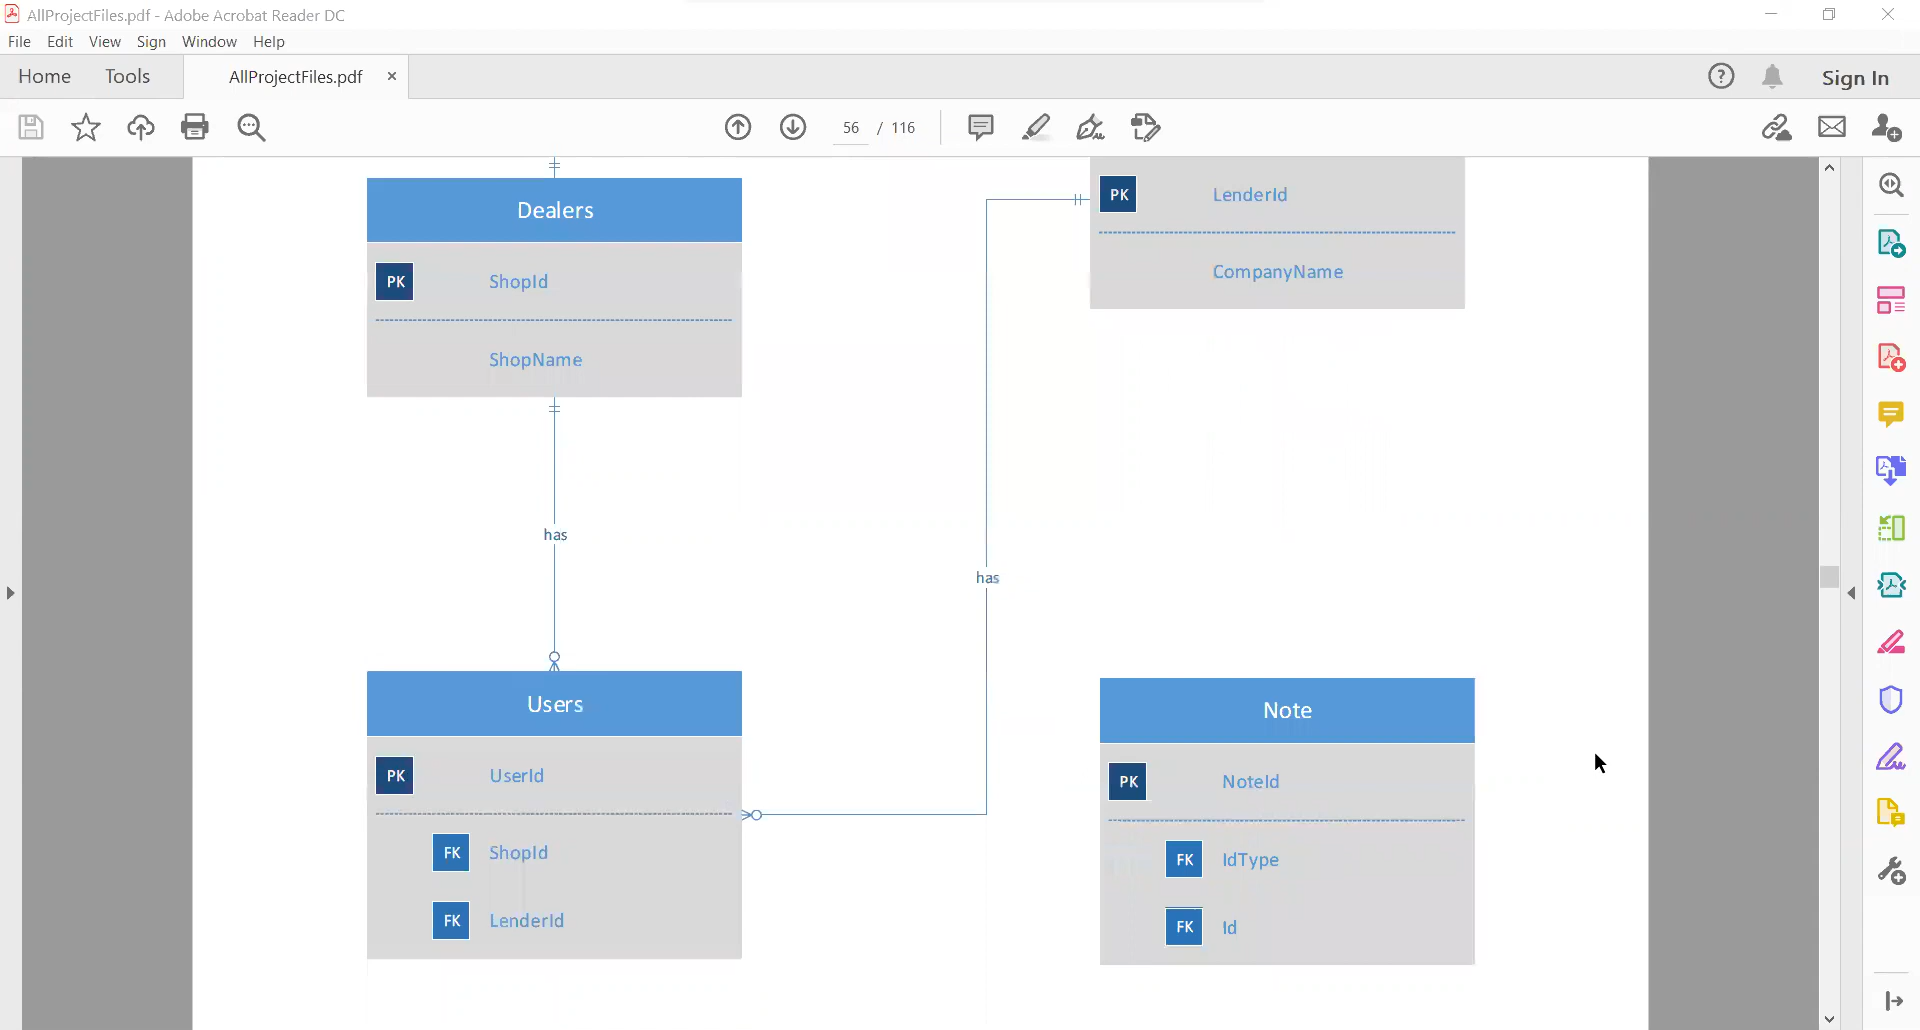 AllProjectFiles.pdf - Adobe Acrobat Reader DC
File Edit View Sign Window Help
Home Tools AllProjectFiles.pdf × Sign In
56 / 116
PK LenderId
CompanyName
Dealers
PK ShopId
ShopName
has
has
Users
PK UserId
FK ShopId
FK LenderId
Note
PK NoteId
FK IdType
FK Id